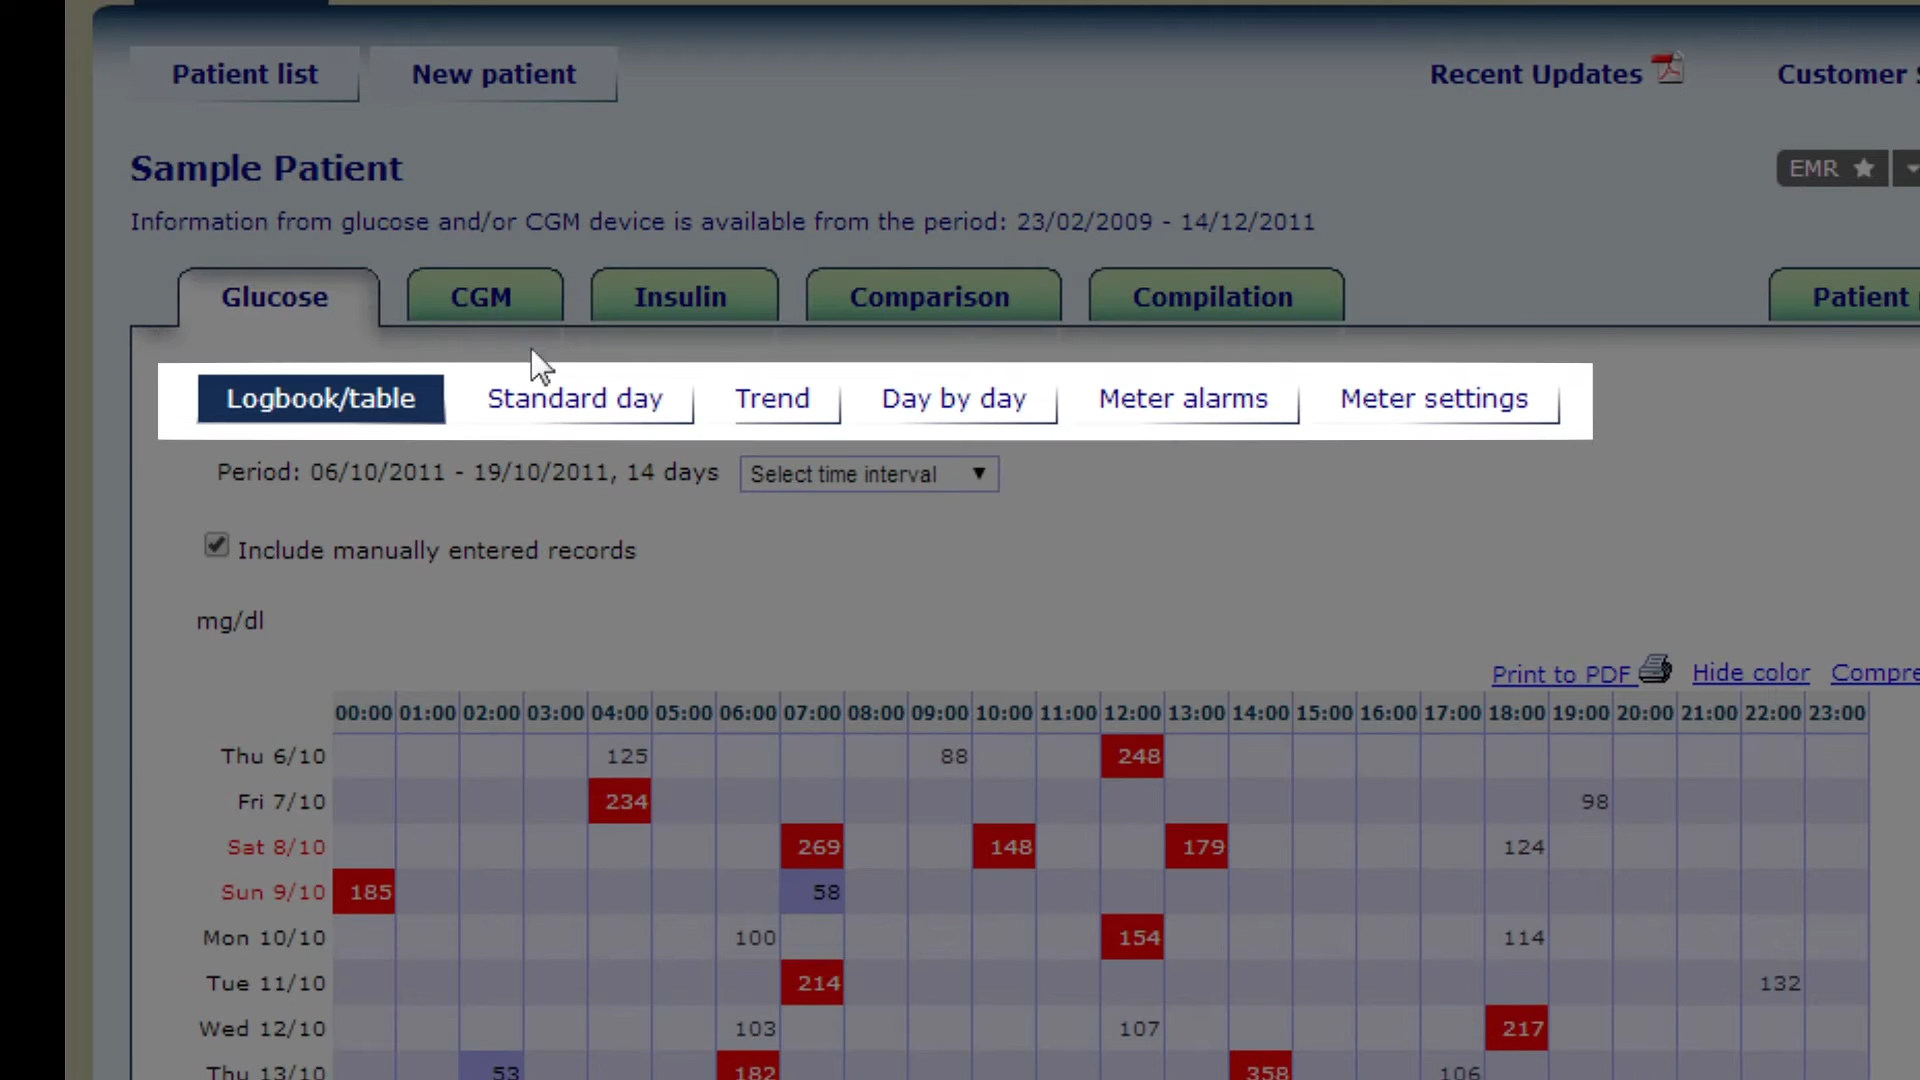 Patient list New patient Recent Updates Customer
Sample Patient EMR
Information from glucose and/or CGM device is available from the period: 23/02/2009 - 14/12/2011
Glucose CGM Insulin Comparison Compilation Patient
Logbook/table Standard day Trend Day by day Meter alarms Meter settings
Period: 06/10/2011 - 19/10/2011, 14 days Select time interval
Include manually entered records
mg/dl
Print to PDF Hide color Compre
00:00 01:00 02:00 03:00 04:00 05:00 06:00 07:00 08:00 09:00 10:00 11:00 12:00 13:00 14:00 15:00 16:00 17:00 18:00 19:00 20:00 21:00 22:00 23:00
Thu 6/10 125 88 248
Fri 7/10 234 98
Sat 8/10 269 148 179 124
Sun 9/10 185 58
Mon 10/10 100 154 114
Tue 11/10 214 132
Wed 12/10 103 107 217
Thu 13/10 53 182 358 106